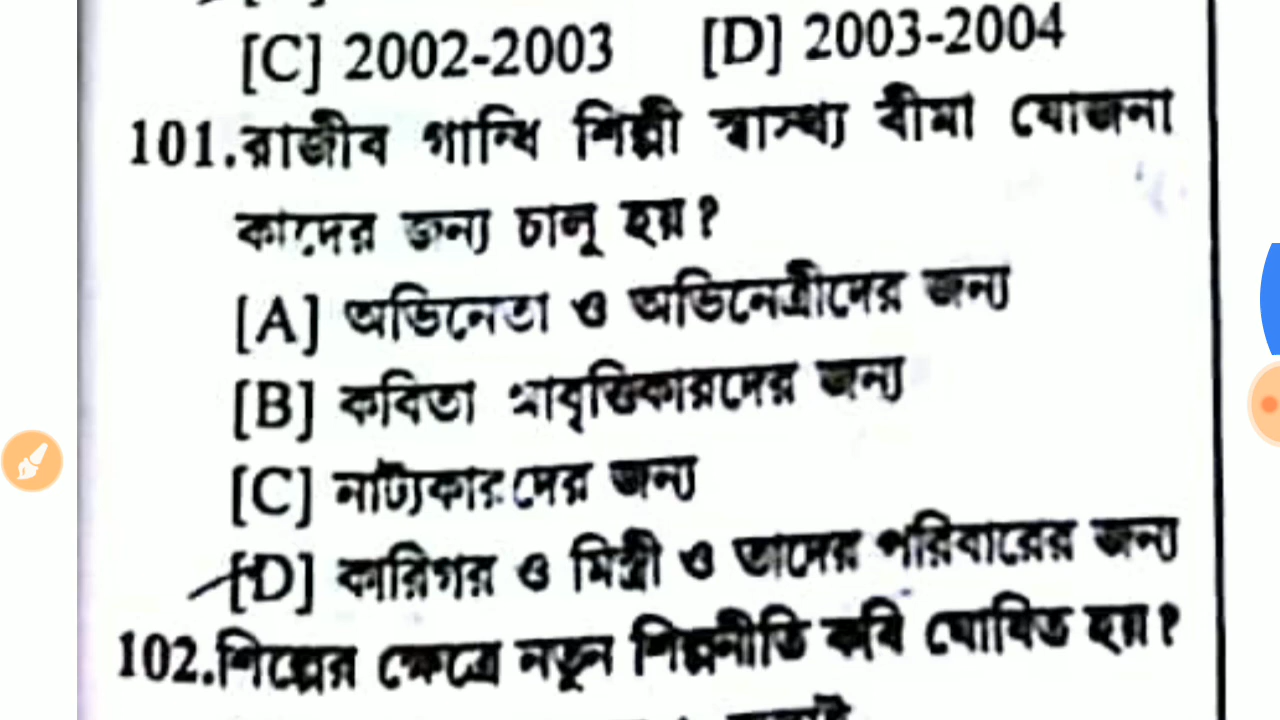 [C] 2002-2003 [D] 2003-2004
101.রাজীব গান্ধি শিল্পী স্বাস্থ্য বীমা যোজনা
কাদের জন্য চালু হয়?
[A] অভিনেতা ও অভিনেত্রীদের জন্য
[B] কবিতা আবৃত্তিকারদের জন্য
[C] নাট্যকারদের জন্য
[D] কারিগর ও মিস্ত্রী ও তাদের পরিবারের জন্য
102.শিল্পের ক্ষেত্রে নতুন শিল্পনীতি কবে ঘোষিত হয়?